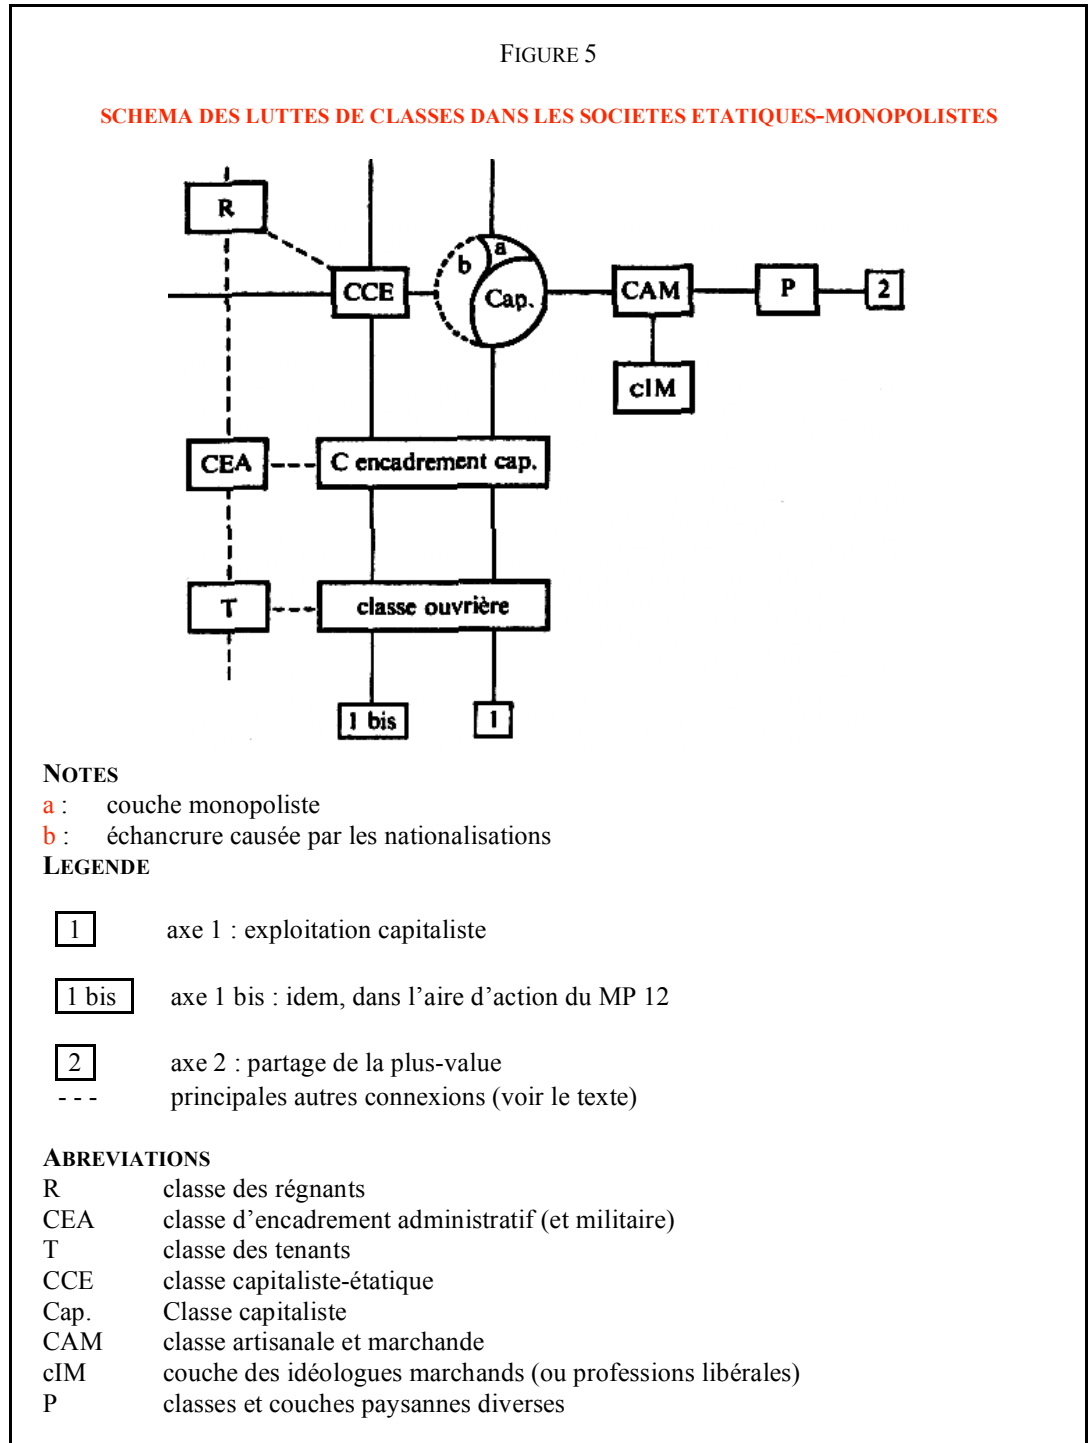 FIGURE 5
SCHEMA DES LUTTES DE CLASSES DANS LES SOCIETES ETATIQUES-MONOPOLISTES
R
a
b
CCE
Cap.
CAM
P
2
cIM
CEA
C encadrement cap.
T
classe ouvrière
1 bis
1
NOTES
a : couche monopoliste
b : échancrure causée par les nationalisations
LEGENDE
1 axe 1 : exploitation capitaliste
1 bis axe 1 bis : idem, dans l’aire d’action du MP 12
2 axe 2 : partage de la plus-value
- - - principales autres connexions (voir le texte)
ABREVIATIONS
R classe des régnants
CEA classe d’encadrement administratif (et militaire)
T classe des tenants
CCE classe capitaliste-étatique
Cap. Classe capitaliste
CAM classe artisanale et marchande
cIM couche des idéologues marchands (ou professions libérales)
P classes et couches paysannes diverses